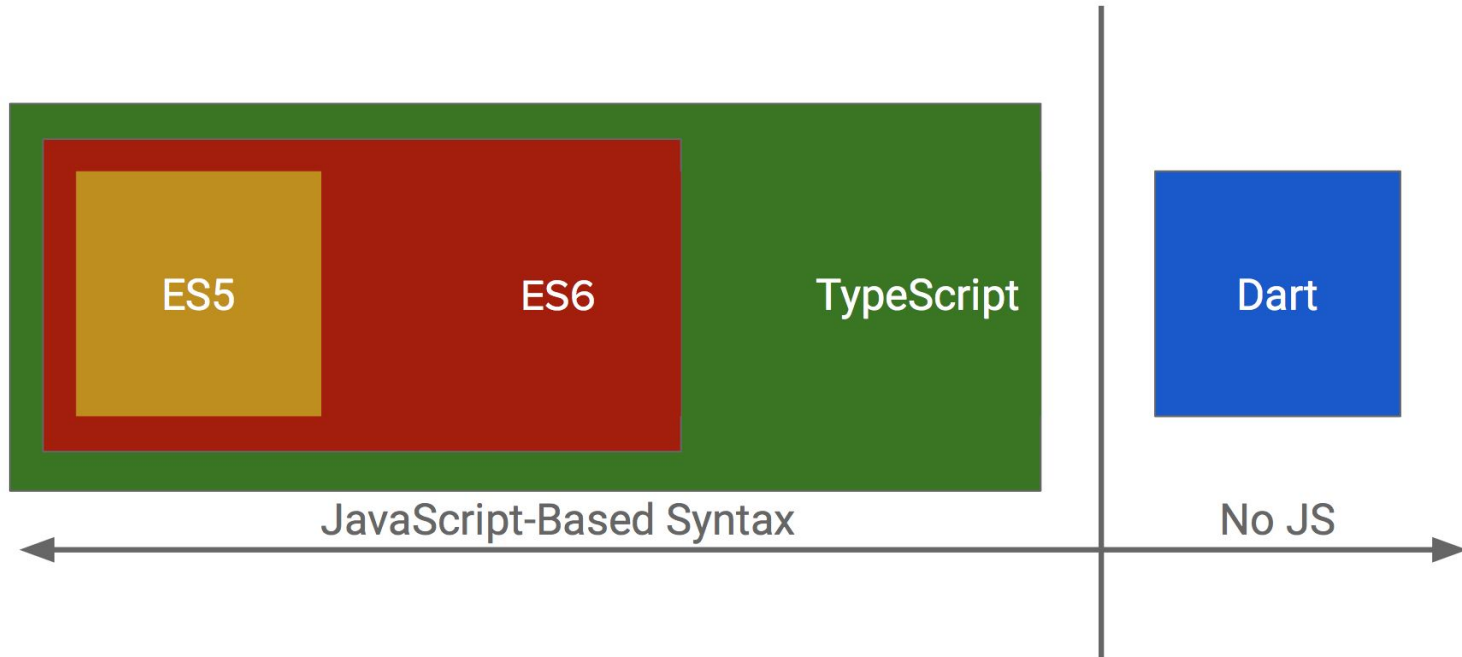 ES5
ES6
TypeScript
Dart
JavaScript-Based Syntax
No JS